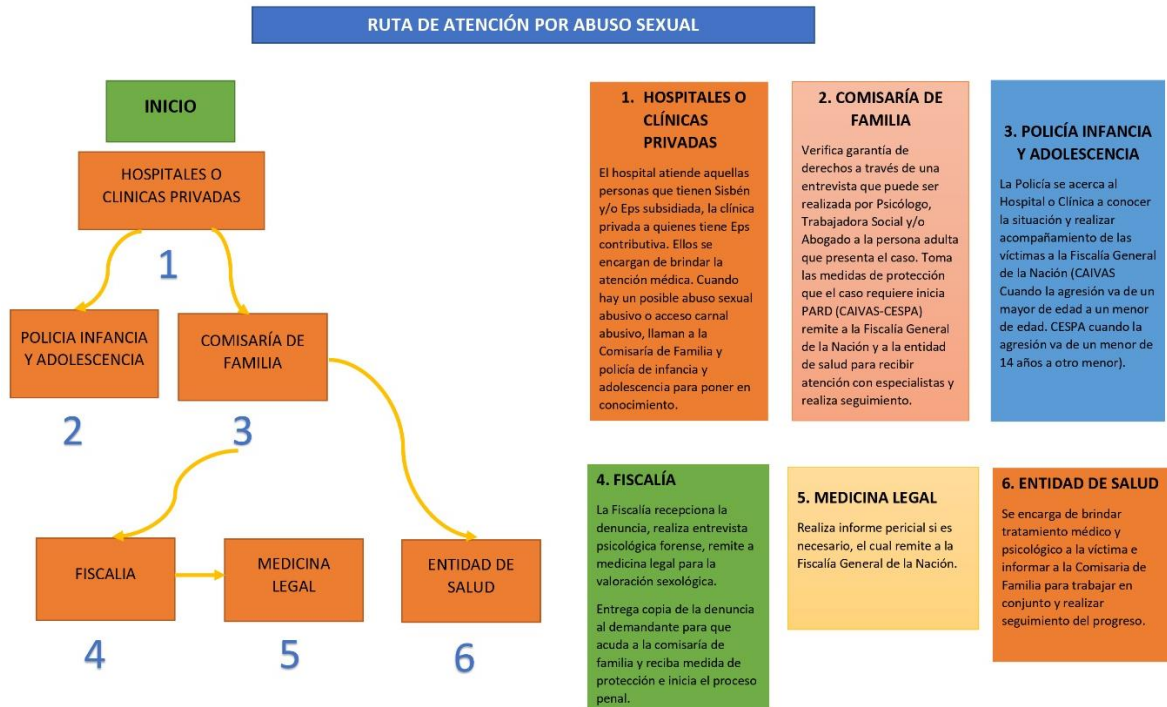 RUTA DE ATENCIÓN POR ABUSO SEXUAL
INICIO
HOSPITALES O
CLINICAS PRIVADAS
1
POLICIA INFANCIA
Y ADOLESCENCIA
COMISARÍA DE
FAMILIA
2
3
FISCALIA
MEDICINA
LEGAL
ENTIDAD DE
SALUD
4
5
6
1. HOSPITALES O
CLÍNICAS
PRIVADAS
El hospital atiende aquellas
personas que tienen Sisbén
y/o Eps subsidiada, la clínica
privada a quienes tiene Eps
contributiva. Ellos se
encargan de brindar la
atención médica. Cuando
hay un posible abuso sexual
abusivo o acceso carnal
abusivo, llaman a la
Comisaría de Familia y
policía de infancia y
adolescencia para poner en
conocimiento.
2. COMISARÍA DE
FAMILIA
Verifica garantía de
derechos a través de una
entrevista que puede ser
realizada por Psicólogo,
Trabajadora Social y/o
Abogado a la persona adulta
que presenta el caso. Toma
las medidas de protección
que el caso requiere inicia
PARD (CAIVAS-CESPA)
remite a la Fiscalía General
de la Nación y a la entidad
de salud para recibir
atención con especialistas y
realiza seguimiento.
3. POLICÍA INFANCIA
Y ADOLESCENCIA
La Policía se acerca al
Hospital o Clínica a conocer
la situación y realizar
acompañamiento de las
víctimas a la Fiscalía General
de la Nación (CAIVAS
Cuando la agresión va de un
mayor de edad a un menor
de edad. CESPA cuando la
agresión va de un menor de
14 años a otro menor).
4. FISCALÍA
La Fiscalía recepciona la
denuncia, realiza entrevista
psicológica forense, remite a
medicina legal para la
valoración sexológica.
Entrega copia de la denuncia
al demandante para que
acuda a la comisaría de
familia y reciba medida de
protección e inicia el proceso
penal.
5. MEDICINA LEGAL
Realiza informe pericial si es
necesario, el cual remite a la
Fiscalía General de la Nación.
6. ENTIDAD DE SALUD
Se encarga de brindar
tratamiento médico y
psicológico a la víctima e
informar a la Comisaria de
Familia para trabajar en
conjunto y realizar
seguimiento del progreso.